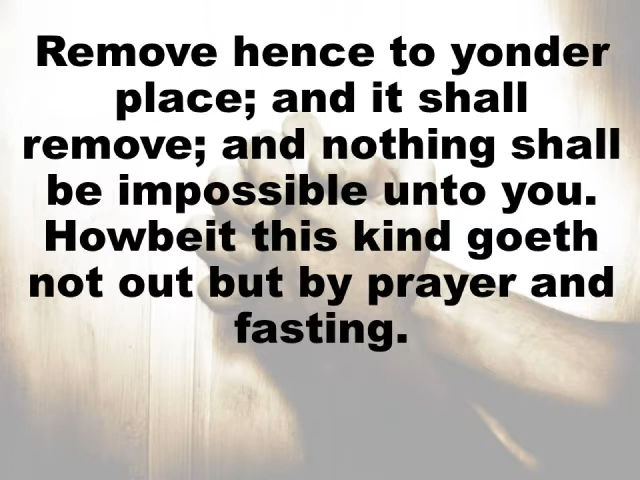 Remove hence to yonder
place; and it shall
remove; and nothing shall
be impossible unto you.
Howbeit this kind goeth
not out but by prayer and
fasting.